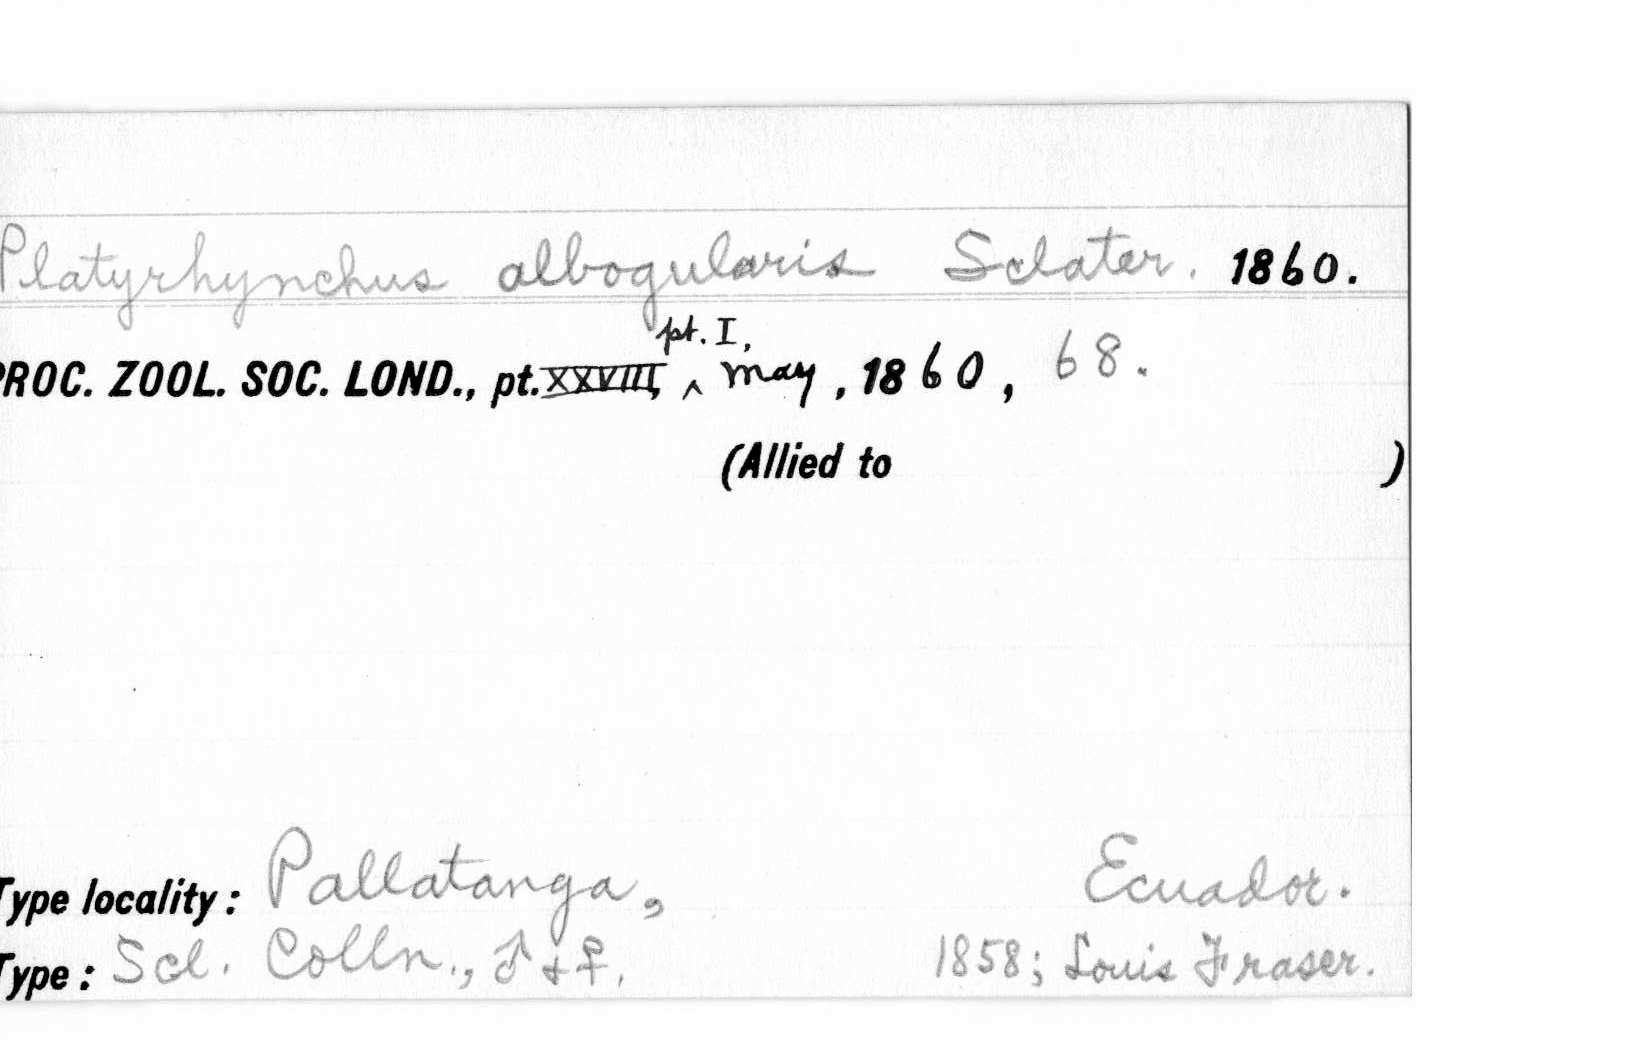 Platyrhynchus albogularis Sclater. 1860.
pt. I,
PROC. ZOOL. SOC. LOND., pt. XXVIII, ^ May, 1860, 68.
(Allied to )
Type locality: Pallatanga, Ecuador.
Type: Scl. Colln., ♂ + ♀. 1858; Louis Fraser.